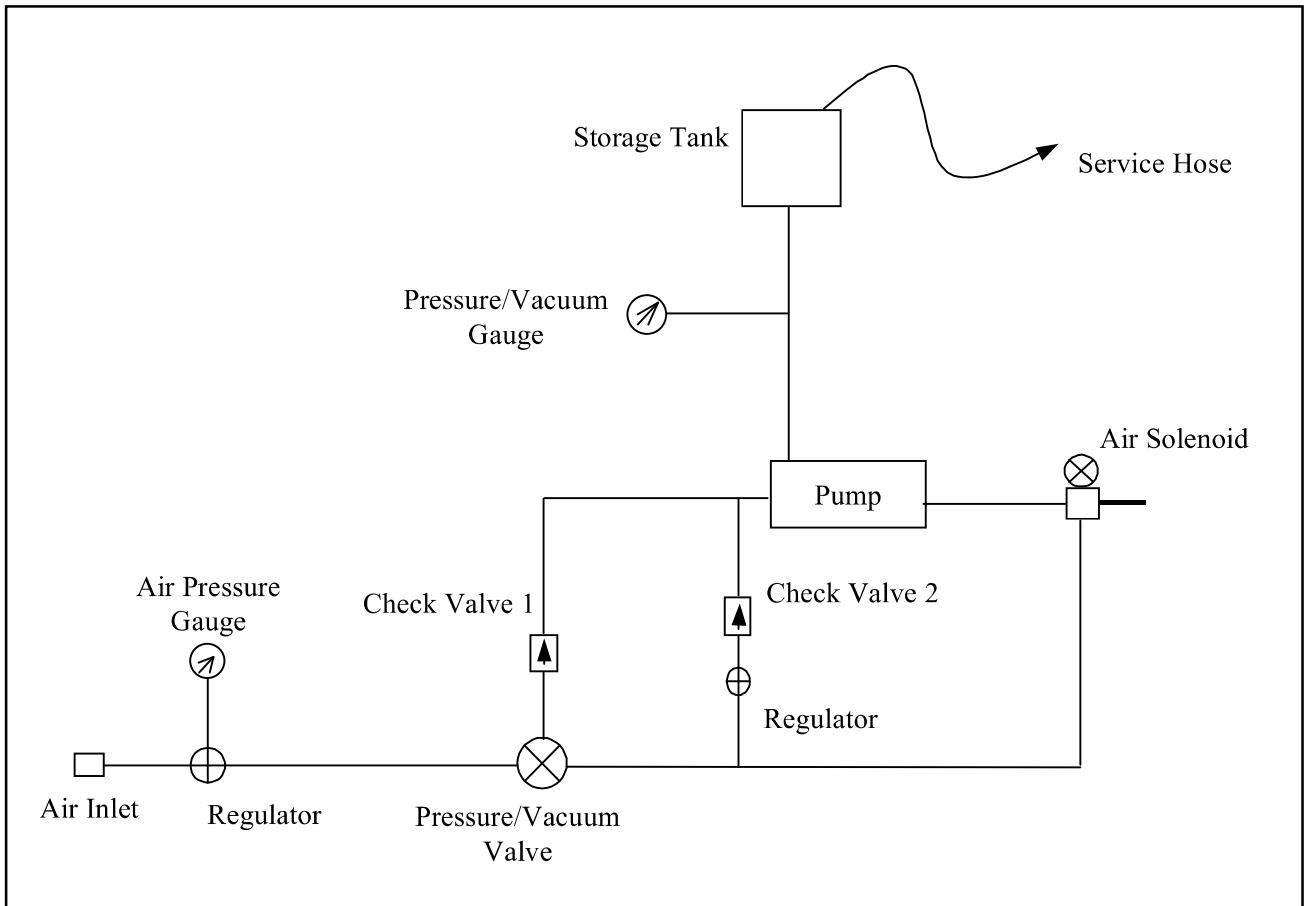 Storage Tank
Service Hose
Pressure/Vacuum
Gauge
Air Solenoid
Pump
Air Pressure
Gauge
Check Valve 1
Check Valve 2
Regulator
Air Inlet
Regulator
Pressure/Vacuum
Valve